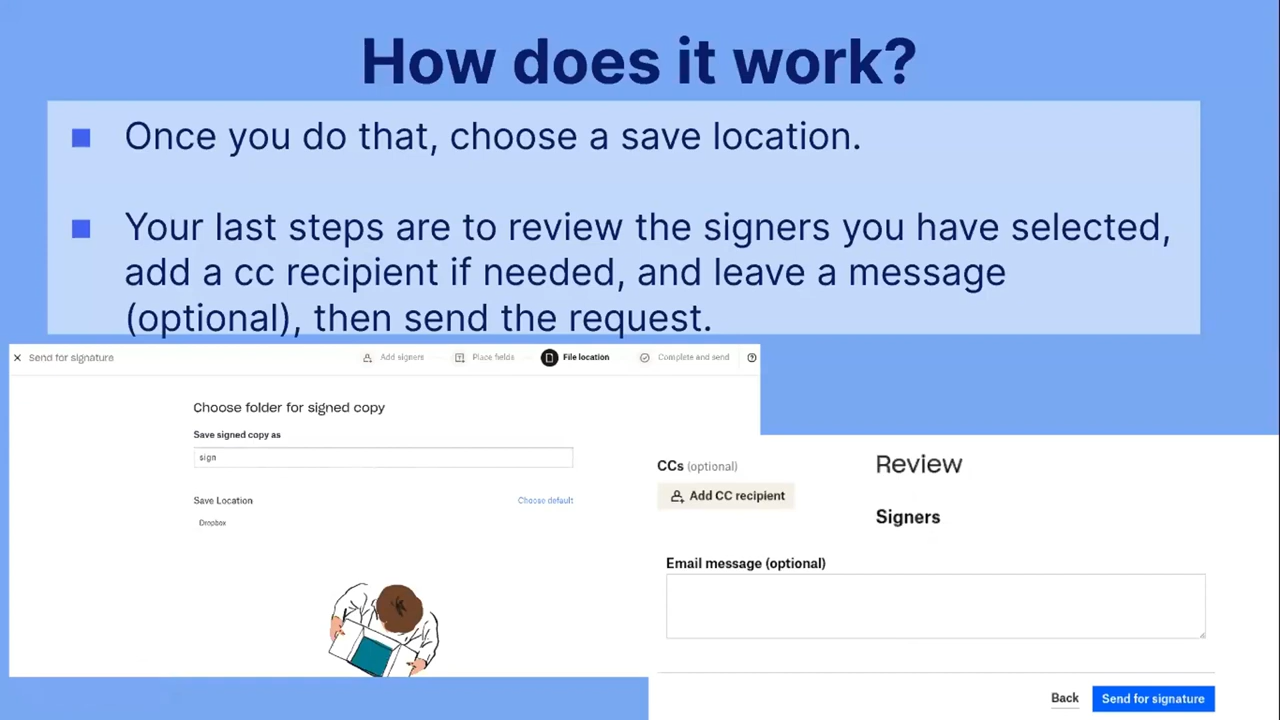 How does it work?
Once you do that, choose a save location.
Your last steps are to review the signers you have selected,
add a cc recipient if needed, and leave a message
(optional), then send the request.
Send for signature
Add signers
Place fields
File location
Complete and send
Choose folder for signed copy
Save signed copy as
sign
Save Location
Choose default
Dropbox
CCs (optional)
Add CC recipient
Review
Signers
Email message (optional)
Back
Send for signature